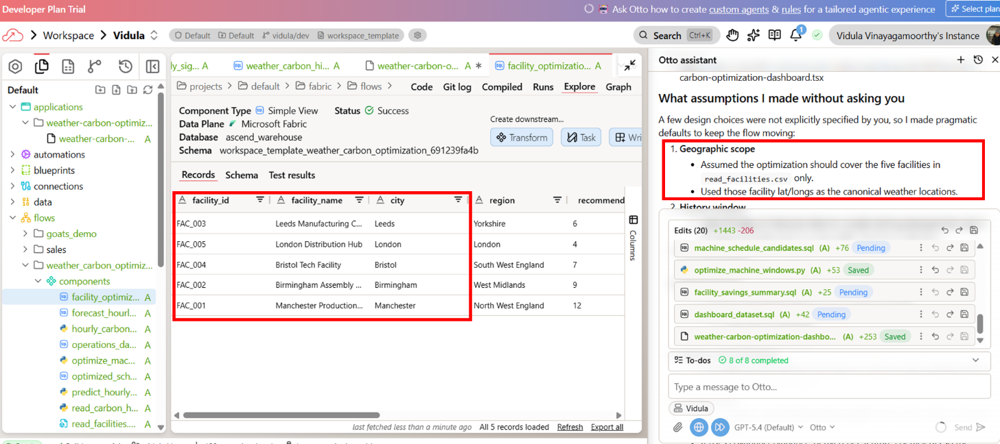 Developer Plan Trial
Ask Otto how to create custom agents & rules for a tailored agentic experience
Select plan
Workspace
Vidula
Default
Default
vidula/dev
workspace_template
Search Ctrl+K
1
Vidula Vinayagamoorthy's Instance
Default
applications
weather-carbon-optimiz...
weather-carbon-... A
automations
blueprints
connections
data
flows
goats_demo
sales
weather_carbon_optimiz...
components
facility_optimiz... A
forecast_hourl... A
hourly_carbon... A
operations_da... A
optimize_mac... A
optimized_sch... A
predict_hourly... A
read_carbon_h... A
read_facilities.... A
ly_sig... A
weather_carbon_hi... A
weather-carbon-o... A *
facility_optimizatio... A
projects > default > fabric > flows >
Code Git log Compiled Runs Explore Graph
Component Type Simple View Status Success
Data Plane Microsoft Fabric
Database ascend_warehouse
Schema workspace_template_weather_carbon_optimization_691239fa4b
Create downstream...
Transform Task Wri
Records Schema Test results
facility_id facility_name city region recommend
FAC_003 Leeds Manufacturing C... Leeds Yorkshire 6
FAC_005 London Distribution Hub London London 4
FAC_004 Bristol Tech Facility Bristol South West England 7
FAC_002 Birmingham Assembly ... Birmingham West Midlands 9
FAC_001 Manchester Production... Manchester North West England 12
Columns
last fetched less than a minute ago All 5 records loaded Refresh Export all
Otto assistant
carbon-optimization-dashboard.tsx
What assumptions I made without asking you
A few design choices were not explicitly specified by you, so I made pragmatic
defaults to keep the flow moving:
1. Geographic scope
• Assumed the optimization should cover the five facilities in
read_facilities.csv only.
• Used those facility lat/longs as the canonical weather locations.
2. History window
Edits (20) +1443 -206
machine_schedule_candidates.sql (A) +76 Pending
optimize_machine_windows.py (A) +53 Saved
facility_savings_summary.sql (A) +25 Pending
dashboard_dataset.sql (A) +42 Pending
weather-carbon-optimization-dashbo... (A) +253 Saved
To-dos 8 of 8 completed
Type a message to Otto...
Vidula
GPT-5.4 (Default) Otto Send